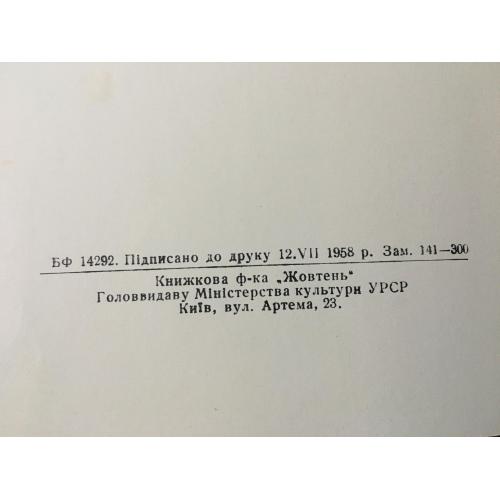 БФ 14292. Підписано до друку 12.VII 1958 р. Зам. 141—300
Книжкова ф-ка „Жовтень“
Головвидаву Міністерства культури УРСР
Київ, вул. Артема, 23.